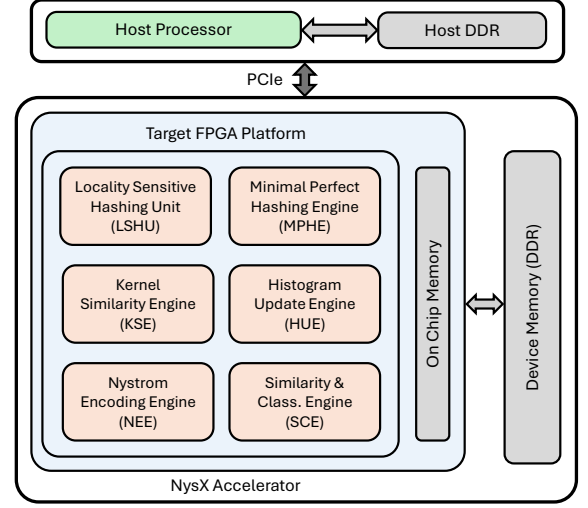 Host Processor
Host DDR
PCIe
Target FPGA Platform
Locality Sensitive
Hashing Unit
(LSHU)
Minimal Perfect
Hashing Engine
(MPHE)
Kernel
Similarity Engine
(KSE)
Histogram
Update Engine
(HUE)
Nystrom
Encoding Engine
(NEE)
Similarity &
Class. Engine
(SCE)
On Chip Memory
Device Memory (DDR)
NysX Accelerator